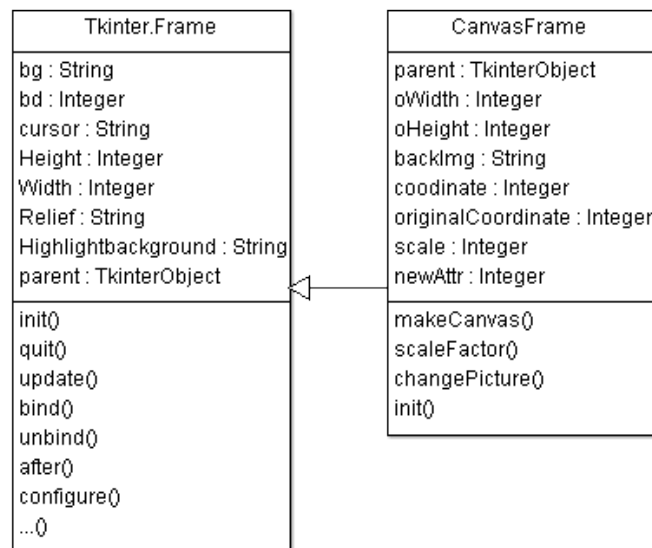 Tkinter.Frame
bg : String
bd : Integer
cursor : String
Height : Integer
Width : Integer
Relief : String
Highlightbackground : String
parent : TkinterObject
init()
quit()
update()
bind()
unbind()
after()
configure()
...()
CanvasFrame
parent : TkinterObject
oWidth : Integer
oHeight : Integer
backImg : String
coodinate : Integer
originalCoordinate : Integer
scale : Integer
newAttr : Integer
makeCanvas()
scaleFactor()
changePicture()
init()